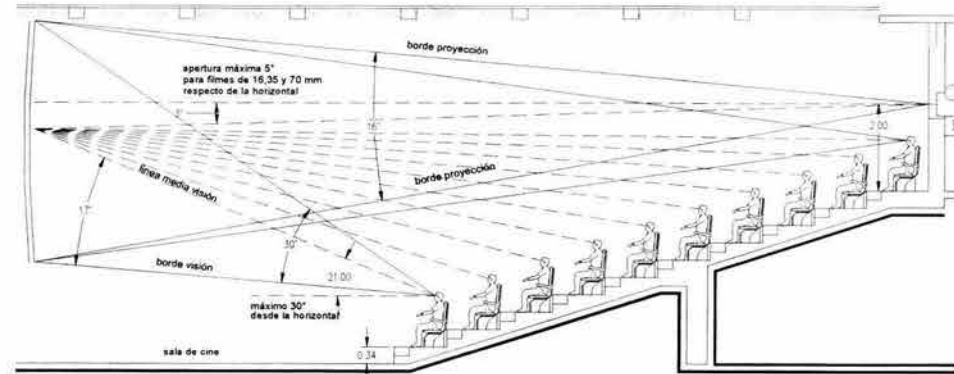 borde proyección
apertura máxima 5°
para filmes de 16,35 y 70 mm
respecto de la horizontal
16°
2.00
línea media visión
borde proyección
17°
30°
borde visión
21.00
máximo 30°
desde la horizontal
sala de cine
0.34